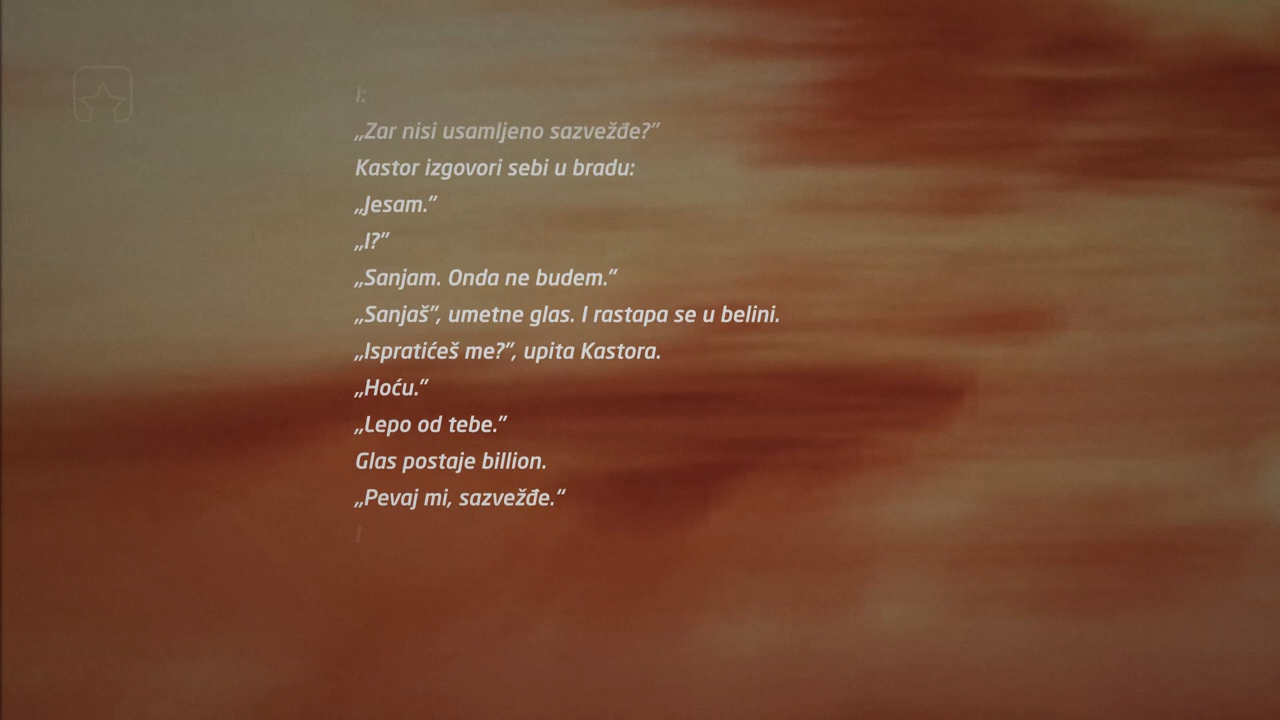 I:
„Zar nisi usamljeno sazvežđe?”
Kastor izgovori sebi u bradu:
„Jesam.”
„I?”
„Sanjam. Onda ne budem.”
„Sanjaš”, umetne glas. I rastapa se u belini.
„Ispratićeš me?”, upita Kastora.
„Hoću.”
„Lepo od tebe.”
Glas postaje billion.
„Pevaj mi, sazvežđe.”
I